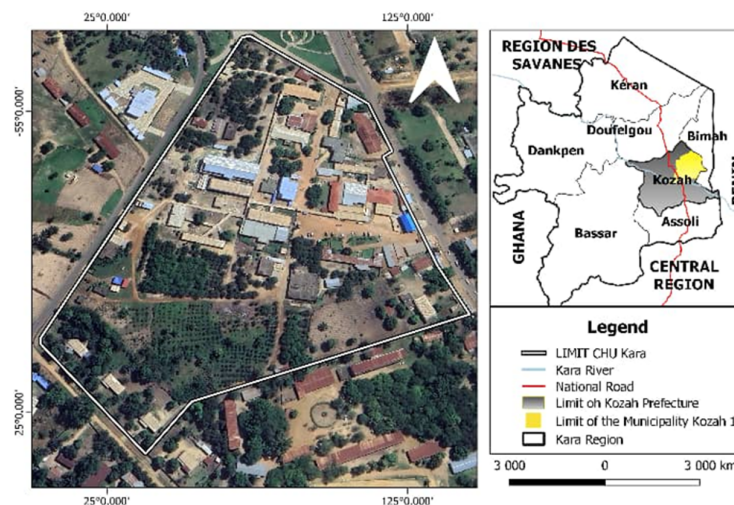 25°0.000'
125°0.000'
-55°0.000'
25°0.000'
25°0.000'
125°0.000'
REGION DES
SAVANES
Kéran
Doufelgou
Bimah
Dankpen
Kozah
Assoli
Bassar
GHANA
CENTRAL
REGION
Legend
LIMIT CHU Kara
Kara River
National Road
Limit oh Kozah Prefecture
Limit of the Municipality Kozah 1
Kara Region
3 000
0
3 000 km